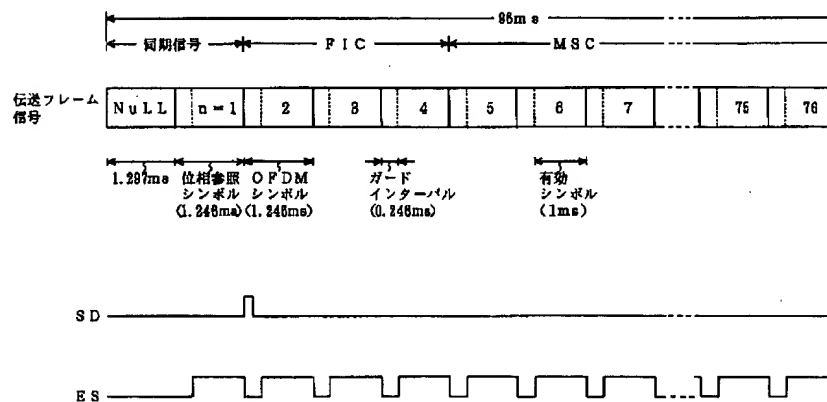 96ms
同期信号 FIC MSC
伝送フレーム
信号
NuLL n=1 2 3 4 5 6 7 75 76
1.297ms
位相参照
シンボル
(1.246ms)
OFDM
シンボル
(1.246ms)
ガード
インターバル
(0.246ms)
有効
シンボル
(1ms)
SD
ES